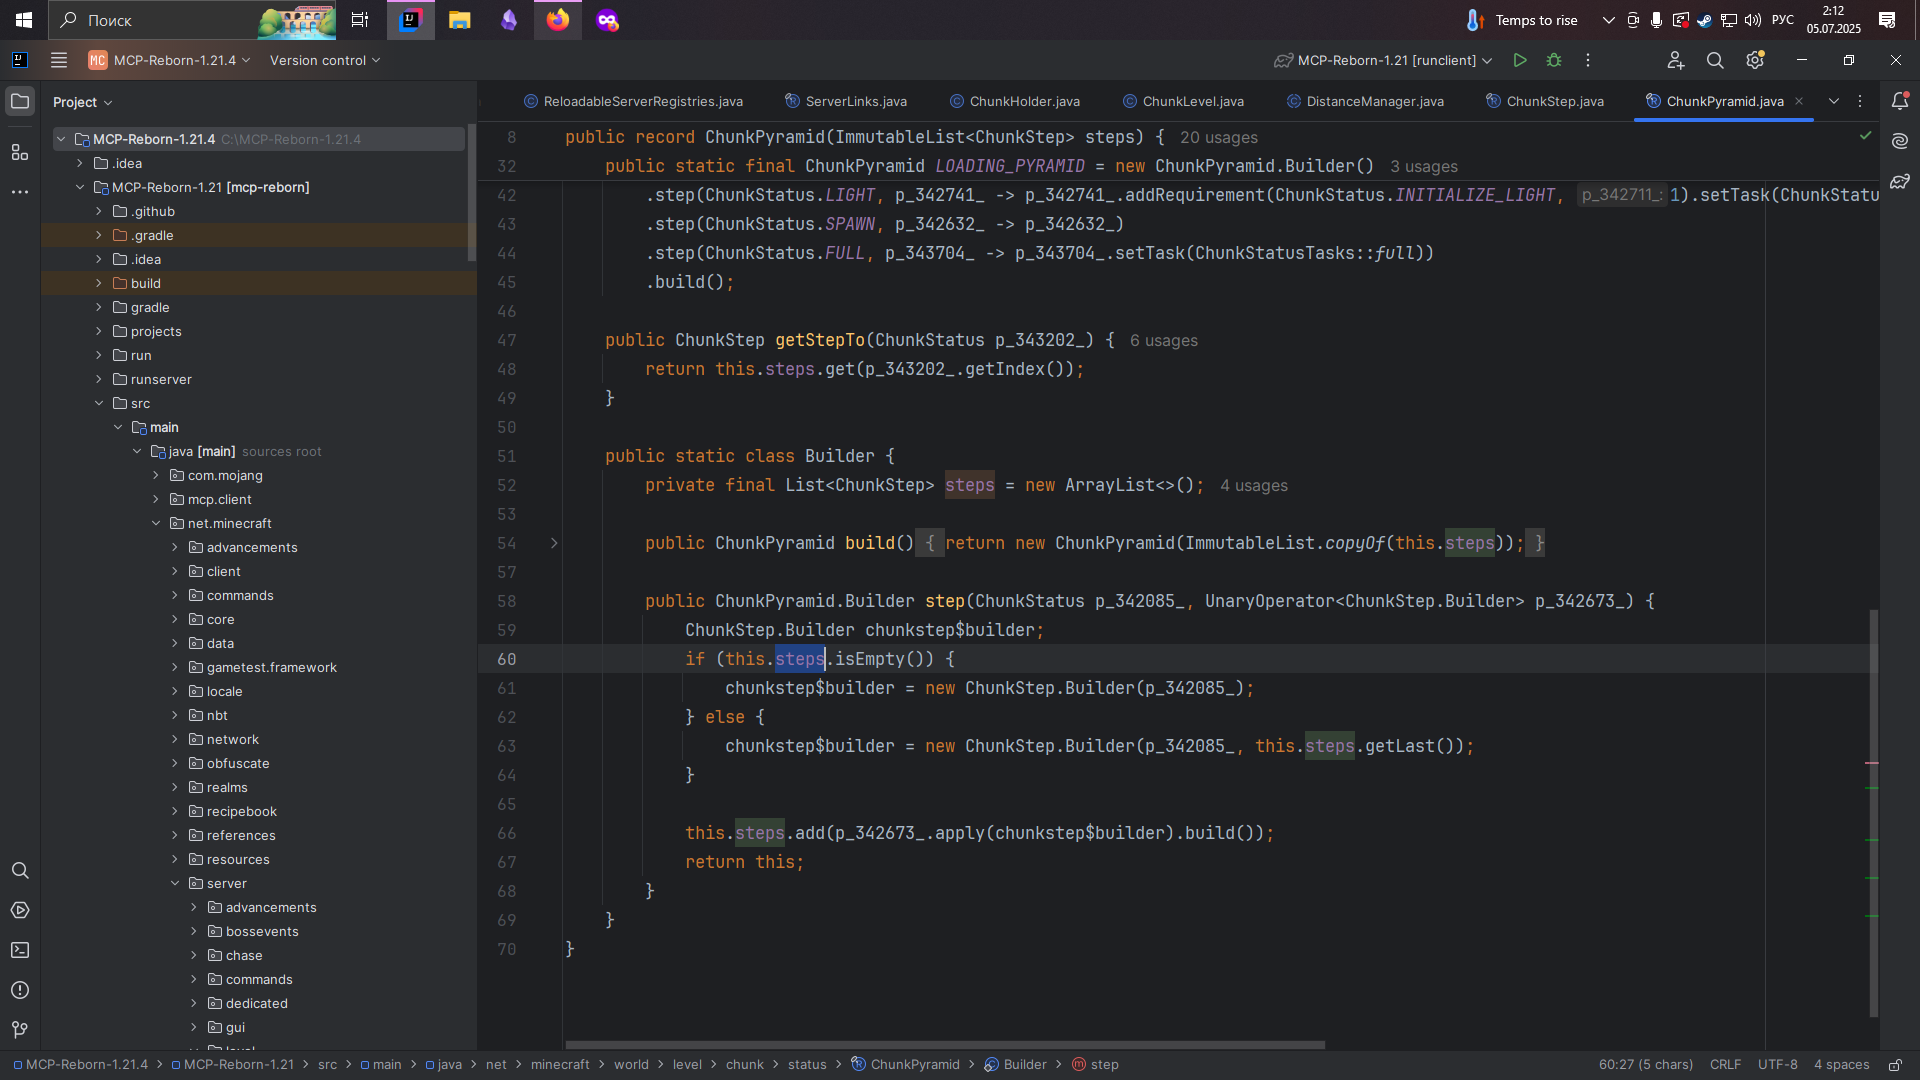 Поиск
Temps to rise
РУС
2:12
05.07.2025
MC
MCP-Reborn-1.21.4
Version control
MCP-Reborn-1.21 [runclient]
Project
ReloadableServerRegistries.java
ServerLinks.java
ChunkHolder.java
ChunkLevel.java
DistanceManager.java
ChunkStep.java
ChunkPyramid.java
MCP-Reborn-1.21.4 C:\MCP-Reborn-1.21.4
.idea
MCP-Reborn-1.21 [mcp-reborn]
.github
.gradle
.idea
build
gradle
projects
run
runserver
src
main
java [main] sources root
com.mojang
mcp.client
net.minecraft
advancements
client
commands
core
data
gametest.framework
locale
nbt
network
obfuscate
realms
recipebook
references
resources
server
advancements
bossevents
chase
commands
dedicated
gui
level
8 public record ChunkPyramid(ImmutableList<ChunkStep> steps) { 20 usages
32 public static final ChunkPyramid LOADING_PYRAMID = new ChunkPyramid.Builder() 3 usages
42 .step(ChunkStatus.LIGHT, p_342741_ -> p_342741_.addRequirement(ChunkStatus.INITIALIZE_LIGHT, p_342711_: 1).setTask(ChunkStatu
43 .step(ChunkStatus.SPAWN, p_342632_ -> p_342632_)
44 .step(ChunkStatus.FULL, p_343704_ -> p_343704_.setTask(ChunkStatusTasks::full))
45 .build();
46
47 public ChunkStep getStepTo(ChunkStatus p_343202_) { 6 usages
48 return this.steps.get(p_343202_.getIndex());
49 }
50
51 public static class Builder {
52 private final List<ChunkStep> steps = new ArrayList<>(); 4 usages
53
54 public ChunkPyramid build() { return new ChunkPyramid(ImmutableList.copyOf(this.steps)); }
57
58 public ChunkPyramid.Builder step(ChunkStatus p_342085_, UnaryOperator<ChunkStep.Builder> p_342673_) {
59 ChunkStep.Builder chunkstep$builder;
60 if (this.steps.isEmpty()) {
61 chunkstep$builder = new ChunkStep.Builder(p_342085_);
62 } else {
63 chunkstep$builder = new ChunkStep.Builder(p_342085_, this.steps.getLast());
64 }
65
66 this.steps.add(p_342673_.apply(chunkstep$builder).build());
67 return this;
68 }
69 }
70 }
MCP-Reborn-1.21.4 > MCP-Reborn-1.21 > src > main > java > net > minecraft > world > level > chunk > status > ChunkPyramid > Builder > step
60:27 (5 chars) CRLF UTF-8 4 spaces